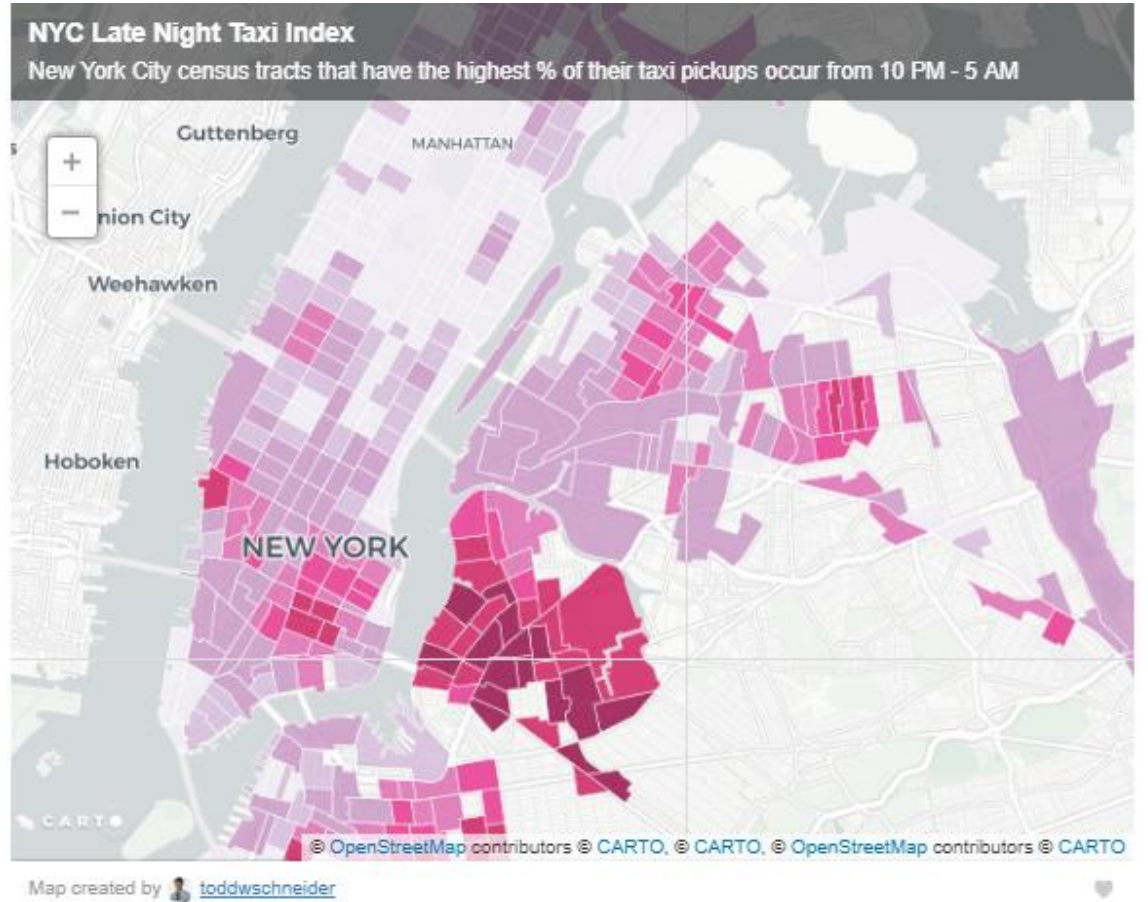 NYC Late Night Taxi Index
New York City census tracts that have the highest % of their taxi pickups occur from 10 PM - 5 AM
Guttenberg
MANHATTAN
s
+
−
nion City
Weehawken
Hoboken
NEW YORK
CARTO
© OpenStreetMap contributors © CARTO, © CARTO, © OpenStreetMap contributors © CARTO
Map created by toddwschneider